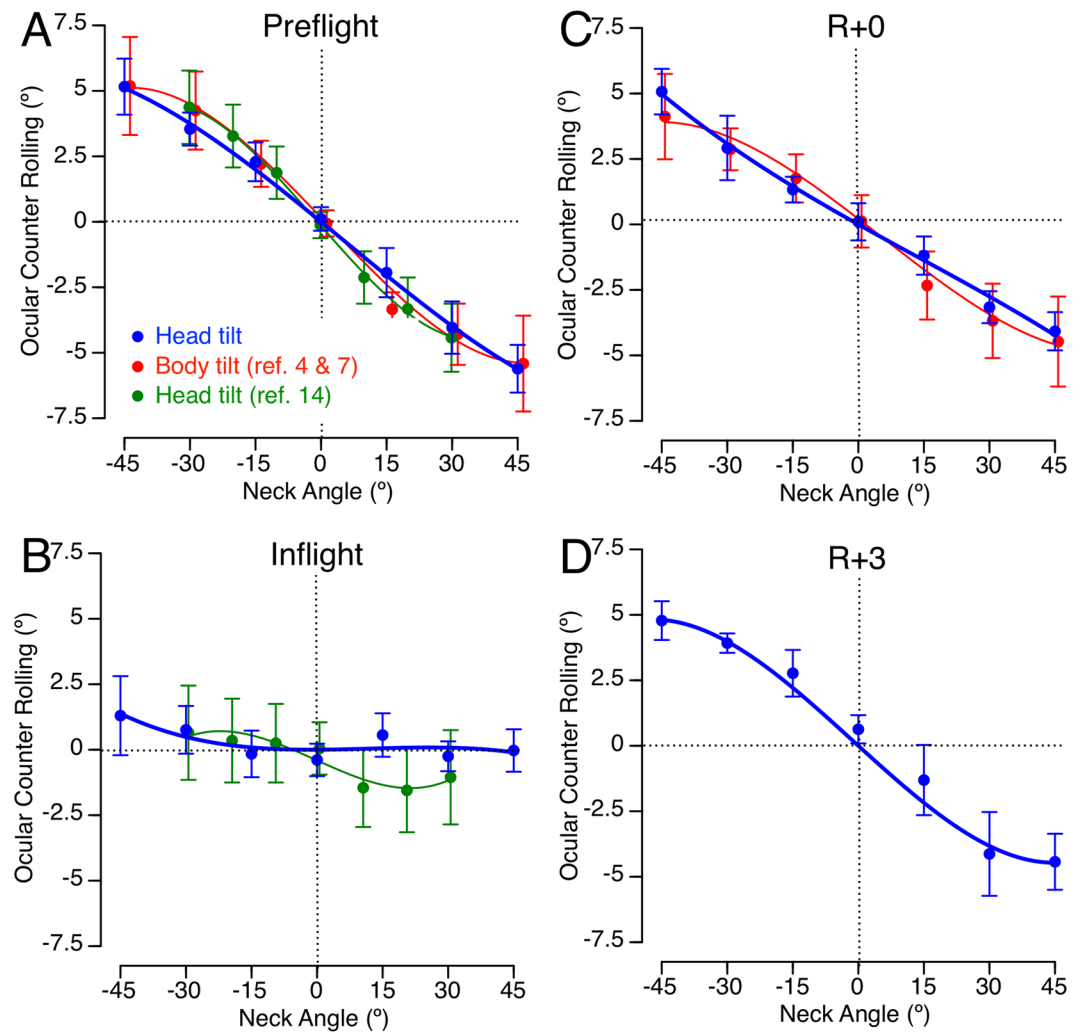 A
Preflight
7.5
5
2.5
0
-2.5
-5
-7.5
Ocular Counter Rolling (º)
Head tilt
Body tilt (ref. 4 & 7)
Head tilt (ref. 14)
-45 -30 -15 0 15 30 45
Neck Angle (º)
C
R+0
7.5
5
2.5
0
-2.5
-5
-7.5
Ocular Counter Rolling (º)
-45 -30 -15 0 15 30 45
Neck Angle (º)
B
Inflight
7.5
5
2.5
0
-2.5
-5
-7.5
Ocular Counter Rolling (º)
-45 -30 -15 0 15 30 45
Neck Angle (º)
D
R+3
7.5
5
2.5
0
-2.5
-5
-7.5
Ocular Counter Rolling (º)
-45 -30 -15 0 15 30 45
Neck Angle (º)